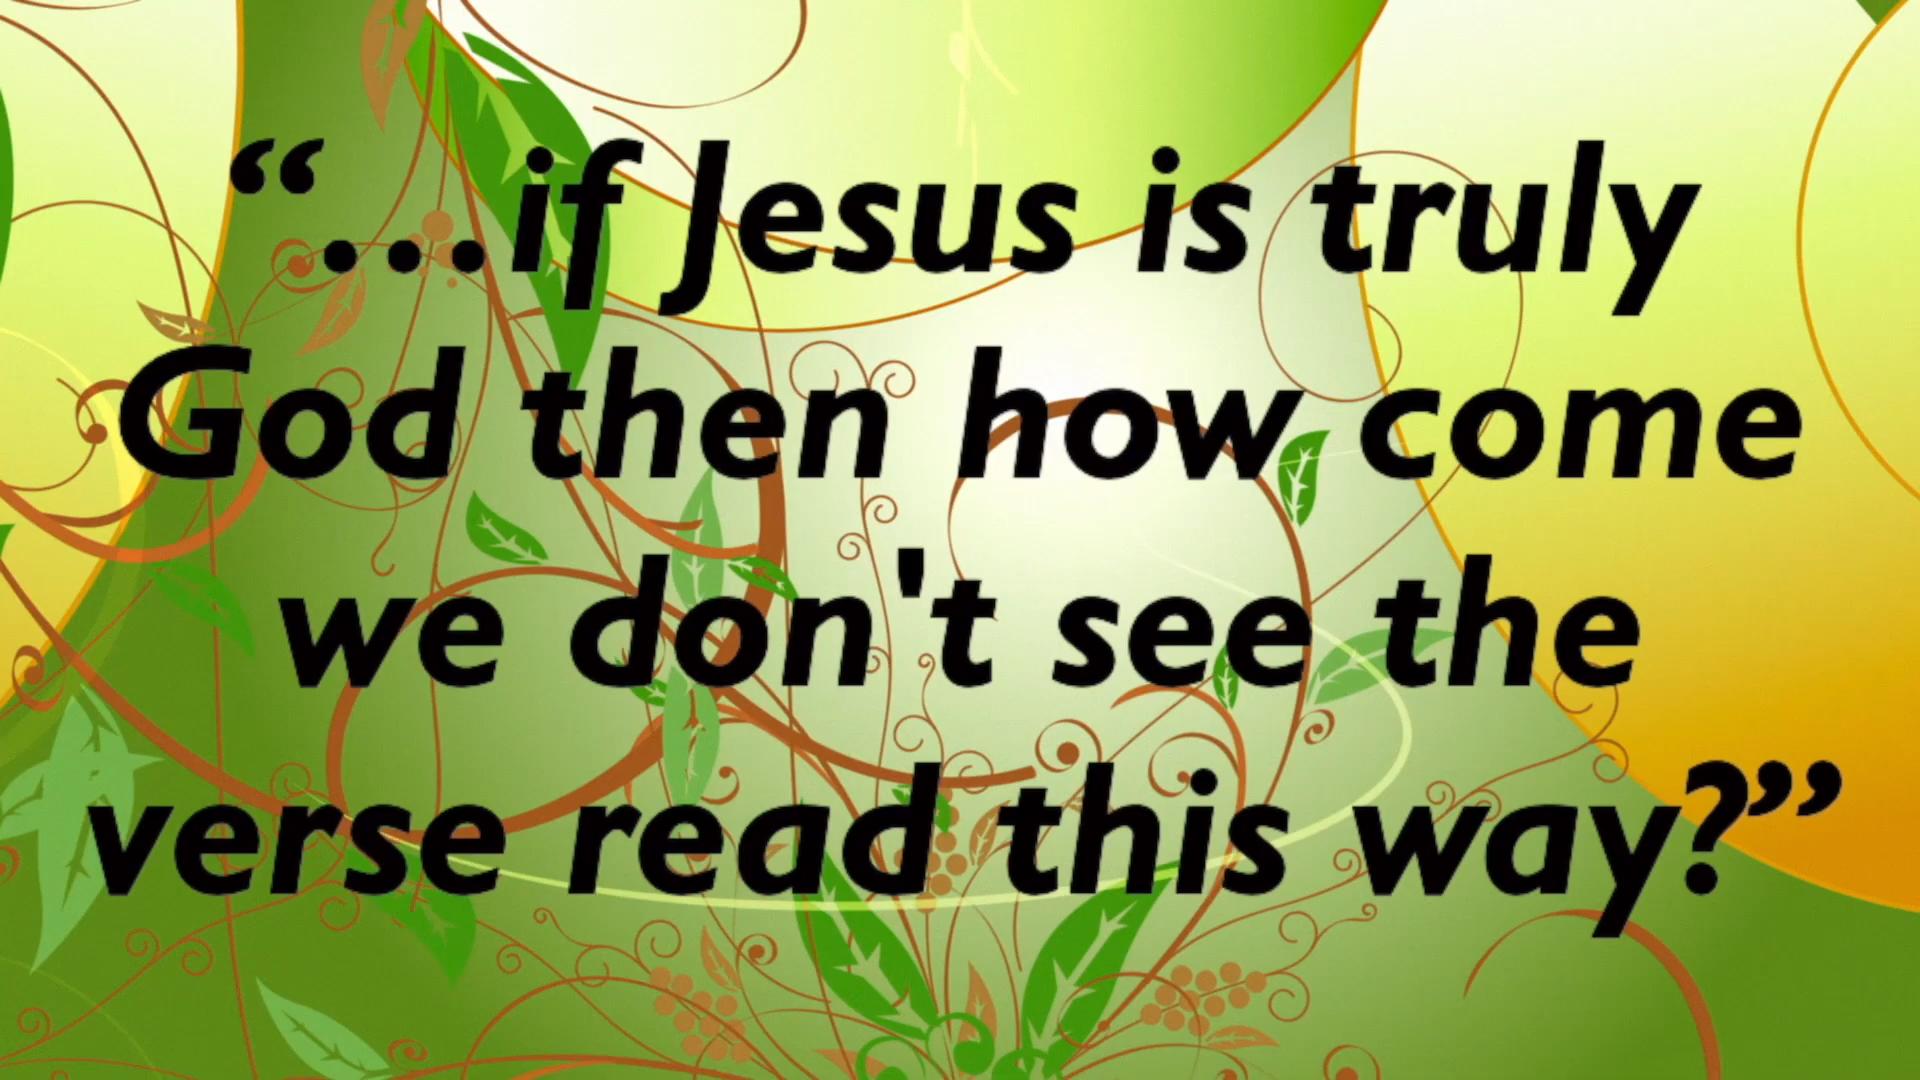 “...if Jesus is truly
God then how come
we don't see the
verse read this way?”